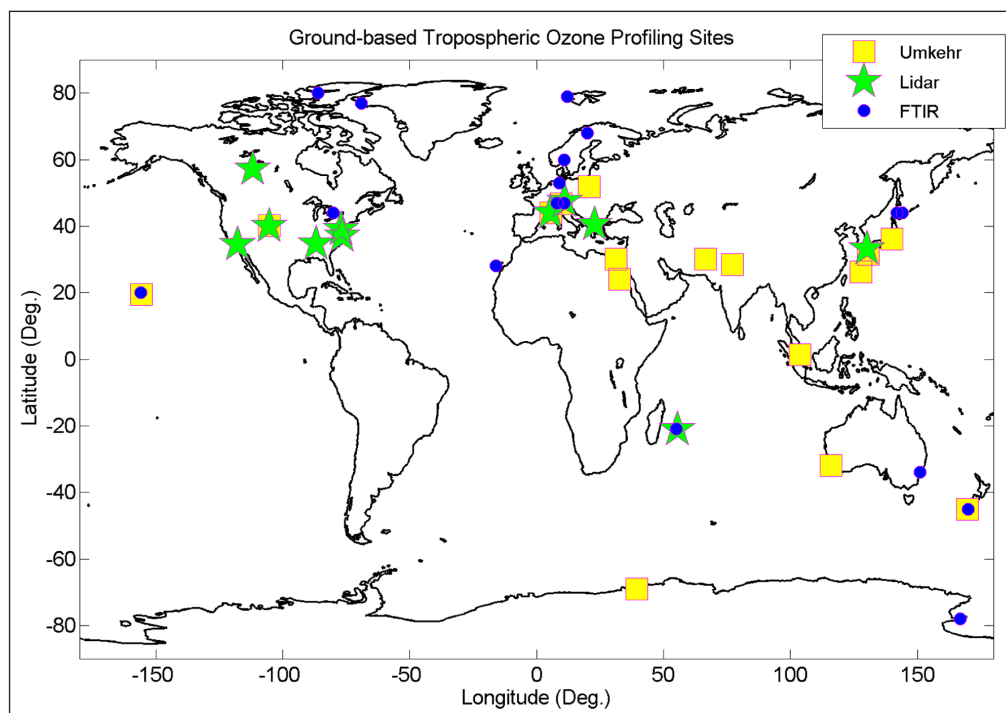 Ground-based Tropospheric Ozone Profiling Sites
Umkehr
Lidar
FTIR
80
60
40
20
0
-20
-40
-60
-80
Latitude (Deg.)
-150
-100
-50
0
50
100
150
Longitude (Deg.)